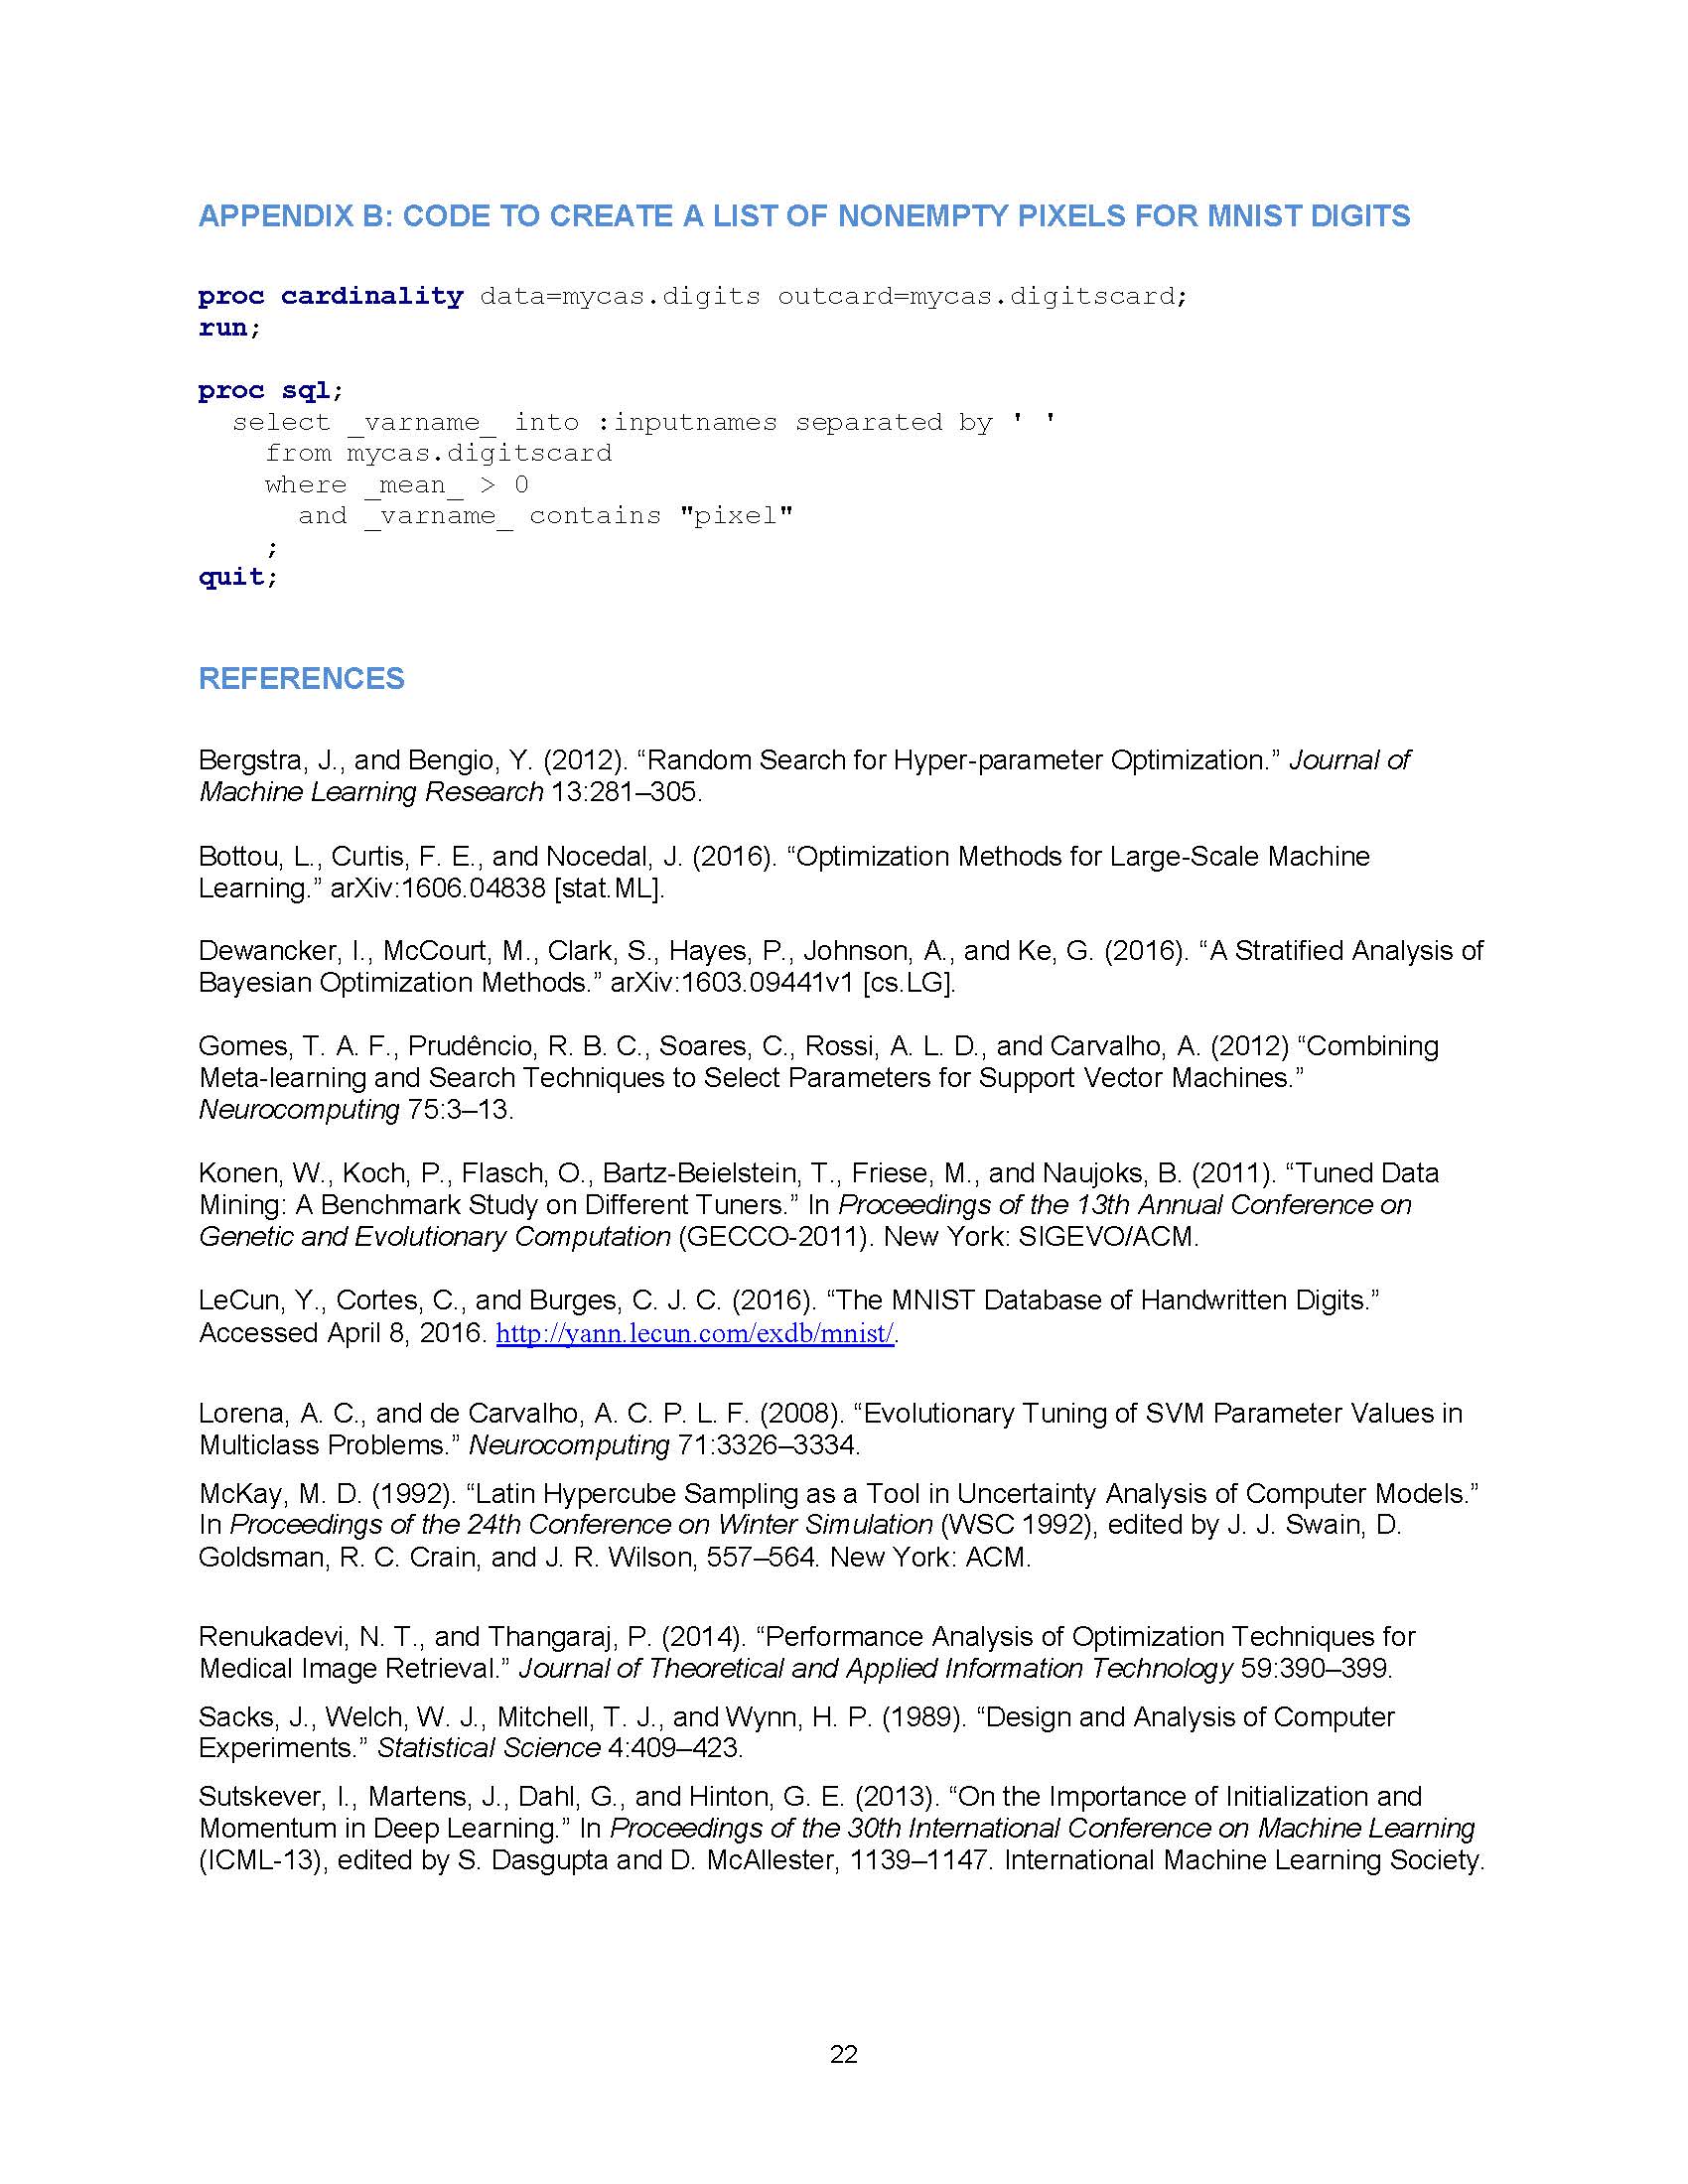 APPENDIX B: CODE TO CREATE A LIST OF NONEMPTY PIXELS FOR MNIST DIGITS
proc cardinality data=mycas.digits outcard=mycas.digitscard;
run;
proc sql;
select _varname_ into :inputnames separated by ' '
from mycas.digitscard
where _mean_ > 0
and _varname_ contains "pixel"
;
quit;
REFERENCES
Bergstra, J., and Bengio, Y. (2012). “Random Search for Hyper-parameter Optimization.” Journal of
Machine Learning Research 13:281–305.
Bottou, L., Curtis, F. E., and Nocedal, J. (2016). “Optimization Methods for Large-Scale Machine
Learning.” arXiv:1606.04838 [stat.ML].
Dewancker, I., McCourt, M., Clark, S., Hayes, P., Johnson, A., and Ke, G. (2016). “A Stratified Analysis of
Bayesian Optimization Methods.” arXiv:1603.09441v1 [cs.LG].
Gomes, T. A. F., Prudêncio, R. B. C., Soares, C., Rossi, A. L. D., and Carvalho, A. (2012) “Combining
Meta-learning and Search Techniques to Select Parameters for Support Vector Machines.”
Neurocomputing 75:3–13.
Konen, W., Koch, P., Flasch, O., Bartz-Beielstein, T., Friese, M., and Naujoks, B. (2011). “Tuned Data
Mining: A Benchmark Study on Different Tuners.” In Proceedings of the 13th Annual Conference on
Genetic and Evolutionary Computation (GECCO-2011). New York: SIGEVO/ACM.
LeCun, Y., Cortes, C., and Burges, C. J. C. (2016). “The MNIST Database of Handwritten Digits.”
Accessed April 8, 2016. http://yann.lecun.com/exdb/mnist/.
Lorena, A. C., and de Carvalho, A. C. P. L. F. (2008). “Evolutionary Tuning of SVM Parameter Values in
Multiclass Problems.” Neurocomputing 71:3326–3334.
McKay, M. D. (1992). “Latin Hypercube Sampling as a Tool in Uncertainty Analysis of Computer Models.”
In Proceedings of the 24th Conference on Winter Simulation (WSC 1992), edited by J. J. Swain, D.
Goldsman, R. C. Crain, and J. R. Wilson, 557–564. New York: ACM.
Renukadevi, N. T., and Thangaraj, P. (2014). “Performance Analysis of Optimization Techniques for
Medical Image Retrieval.” Journal of Theoretical and Applied Information Technology 59:390–399.
Sacks, J., Welch, W. J., Mitchell, T. J., and Wynn, H. P. (1989). “Design and Analysis of Computer
Experiments.” Statistical Science 4:409–423.
Sutskever, I., Martens, J., Dahl, G., and Hinton, G. E. (2013). “On the Importance of Initialization and
Momentum in Deep Learning.” In Proceedings of the 30th International Conference on Machine Learning
(ICML-13), edited by S. Dasgupta and D. McAllester, 1139–1147. International Machine Learning Society.
22